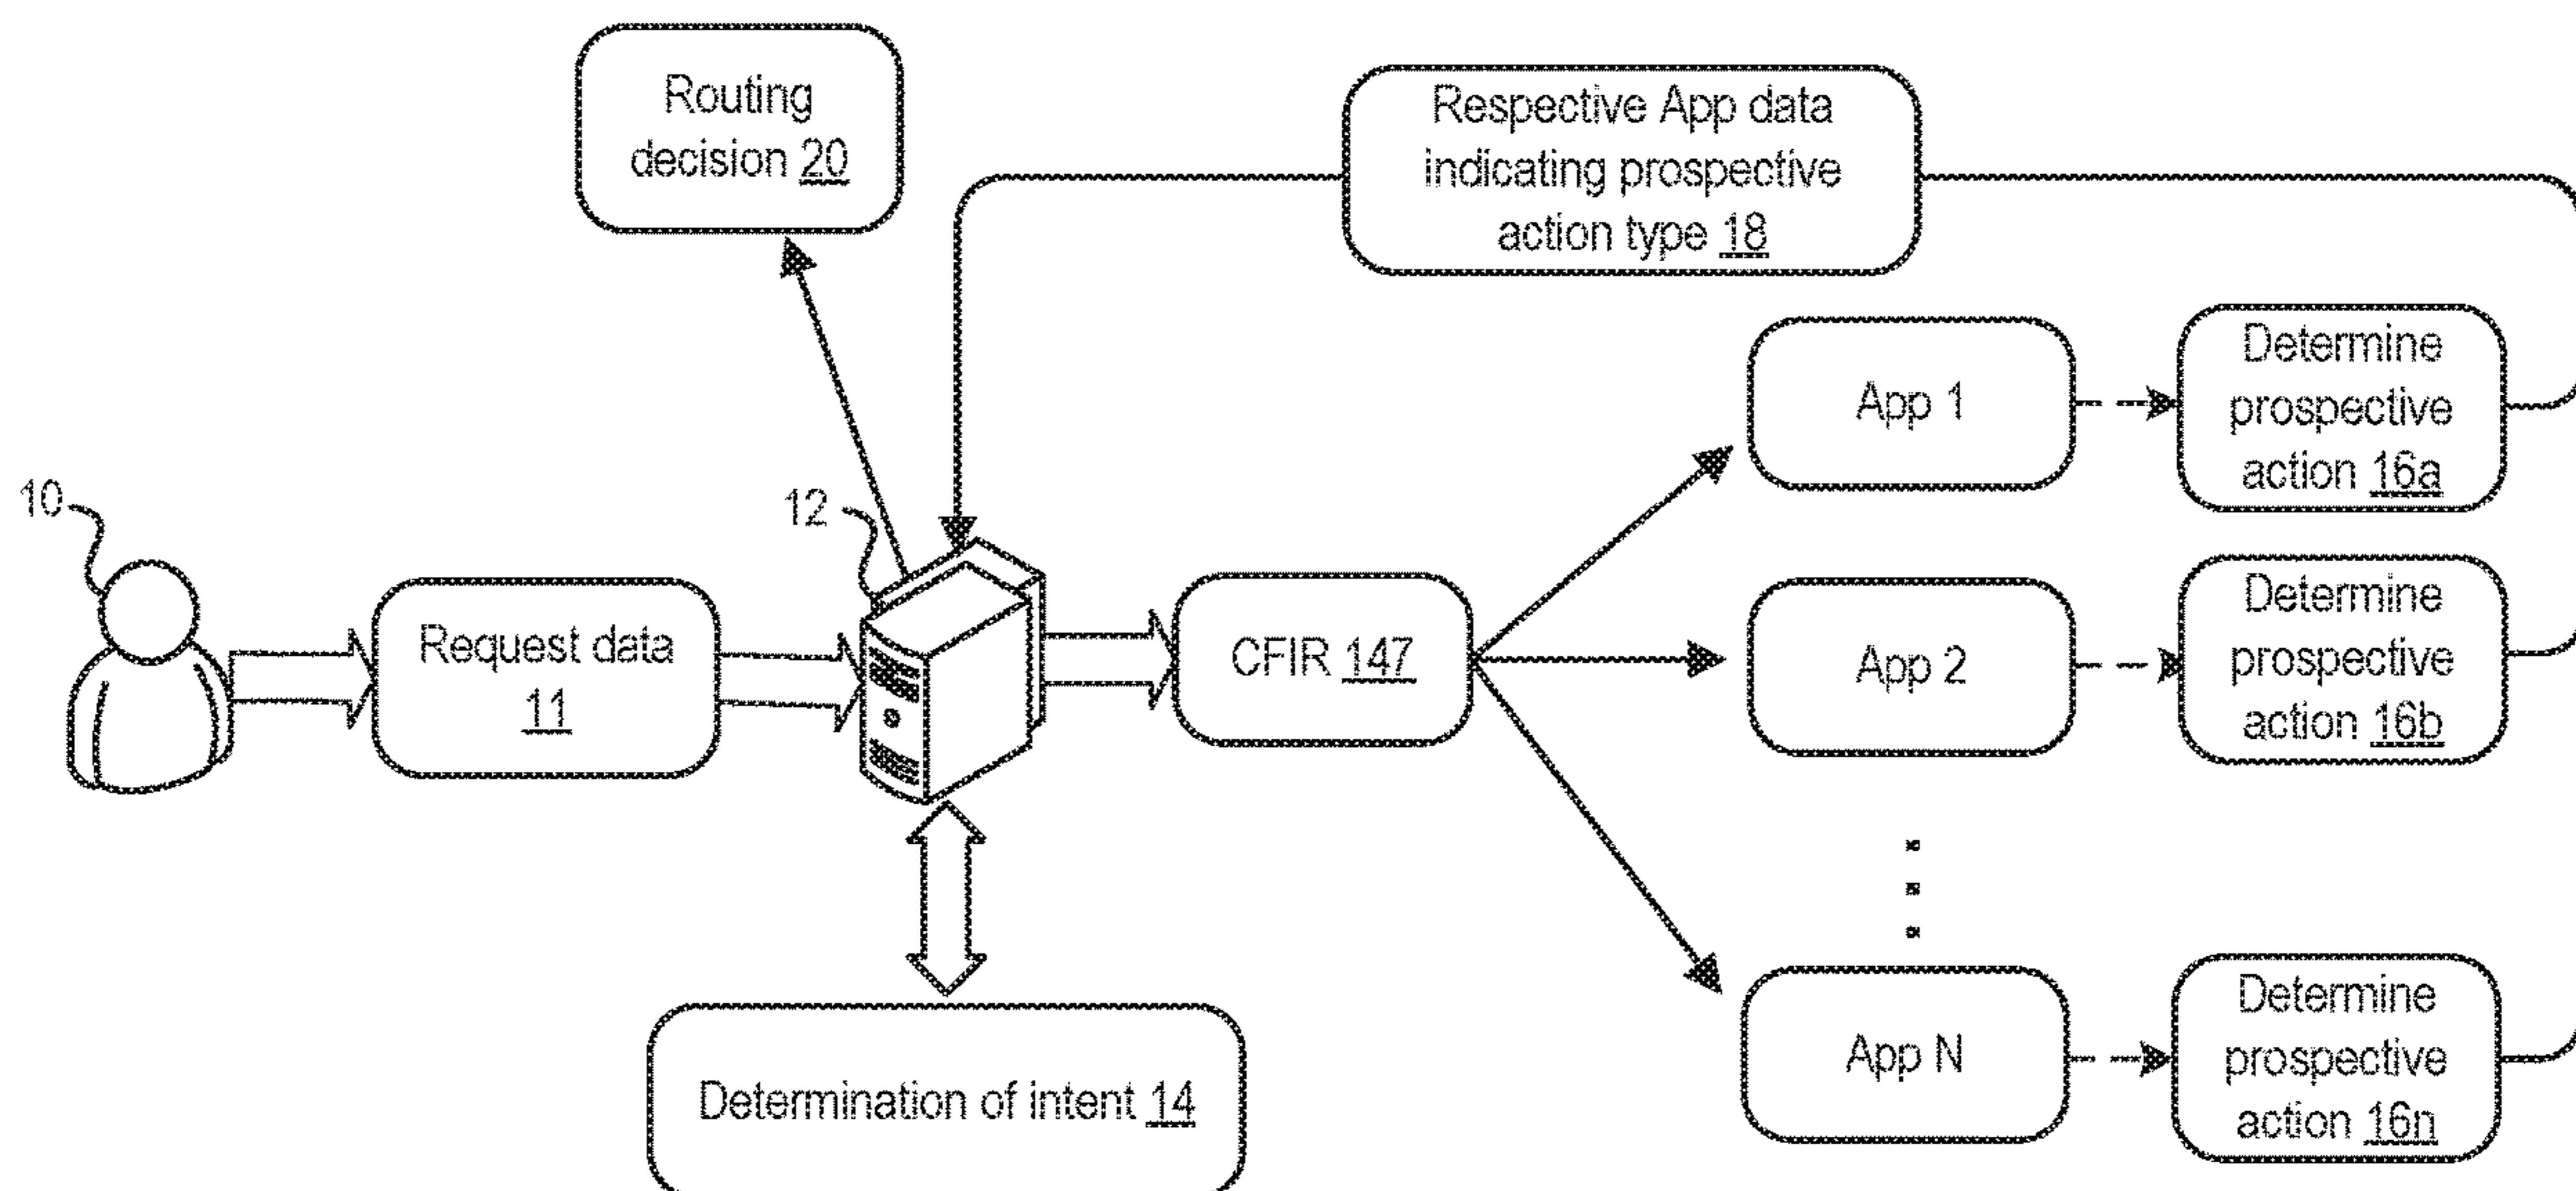 Routing
decision 20
Respective App data
indicating prospective
action type 18
10
Request data
11
12
CFIR 147
App 1
Determine
prospective
action 16a
App 2
Determine
prospective
action 16b
App N
Determine
prospective
action 16n
Determination of intent 14